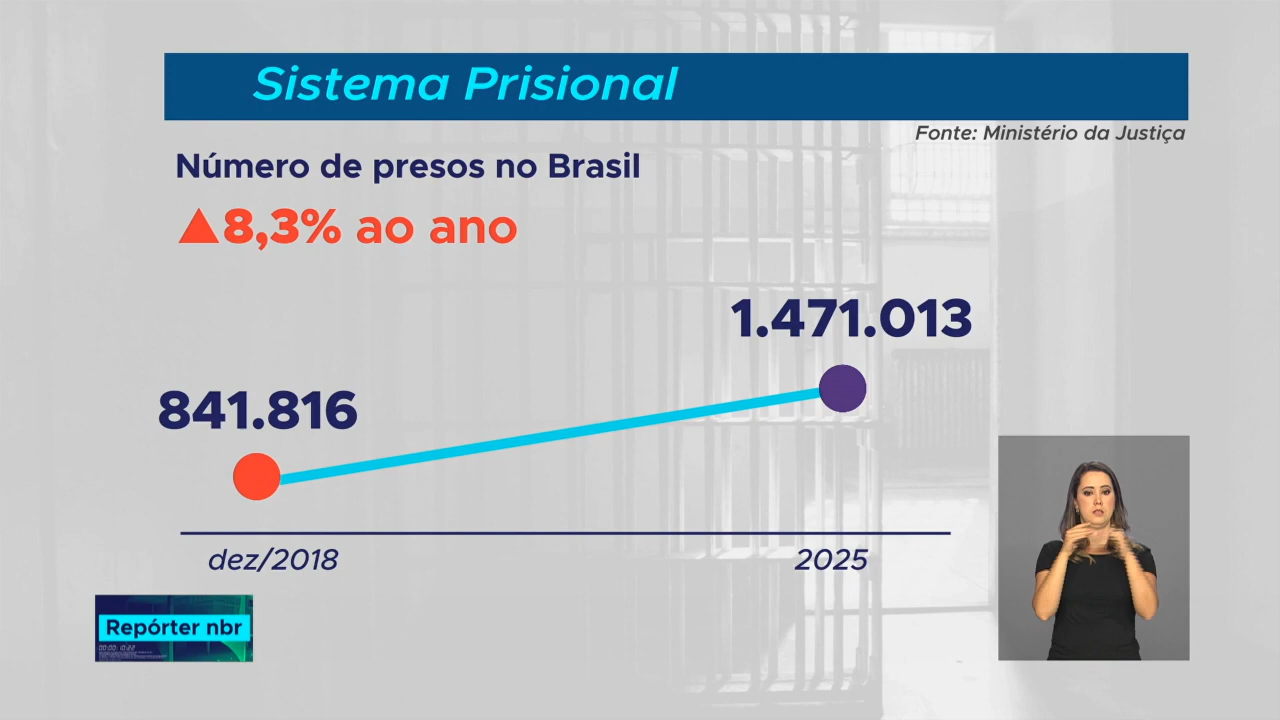 Sistema Prisional
Fonte: Ministério da Justiça
Número de presos no Brasil
▲8,3% ao ano
1.471.013
841.816
dez/2018
2025
Repórter nbr